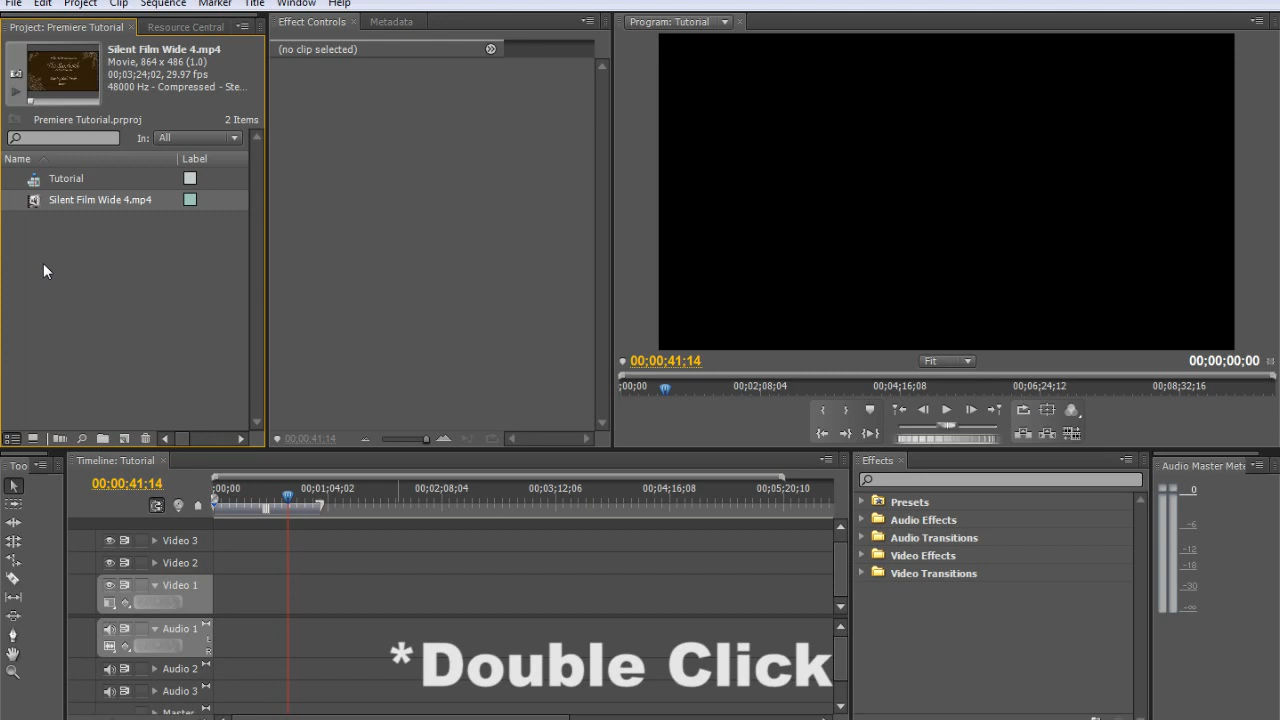 File Edit Project Clip Sequence Marker Title Window Help
Project: Premiere Tutorial Resource Central
Silent Film Wide 4.mp4
Movie, 864 x 486 (1.0)
00;03;24;02, 29.97 fps
48000 Hz - Compressed - Ste...
Premiere Tutorial.prproj 2 Items
In: All
Name Label
Tutorial
Silent Film Wide 4.mp4
Effect Controls Metadata
(no clip selected)
00;00;41;14
Program: Tutorial
00;00;41;14 Fit 00;00;00;00
;00;00 00;02;08;04 00;04;16;08 00;06;24;12 00;08;32;16
Too
Timeline: Tutorial
00;00;41;14
;00;00 00;01;04;02 00;02;08;04 00;03;12;06 00;04;16;08 00;05;20;10
Video 3
Video 2
Video 1
Audio 1
L
R
Audio 2
Audio 3
Master
Effects
Presets
Audio Effects
Audio Transitions
Video Effects
Video Transitions
Audio Master Mete
0
-6
-12
-18
-30
-∞
*Double Click